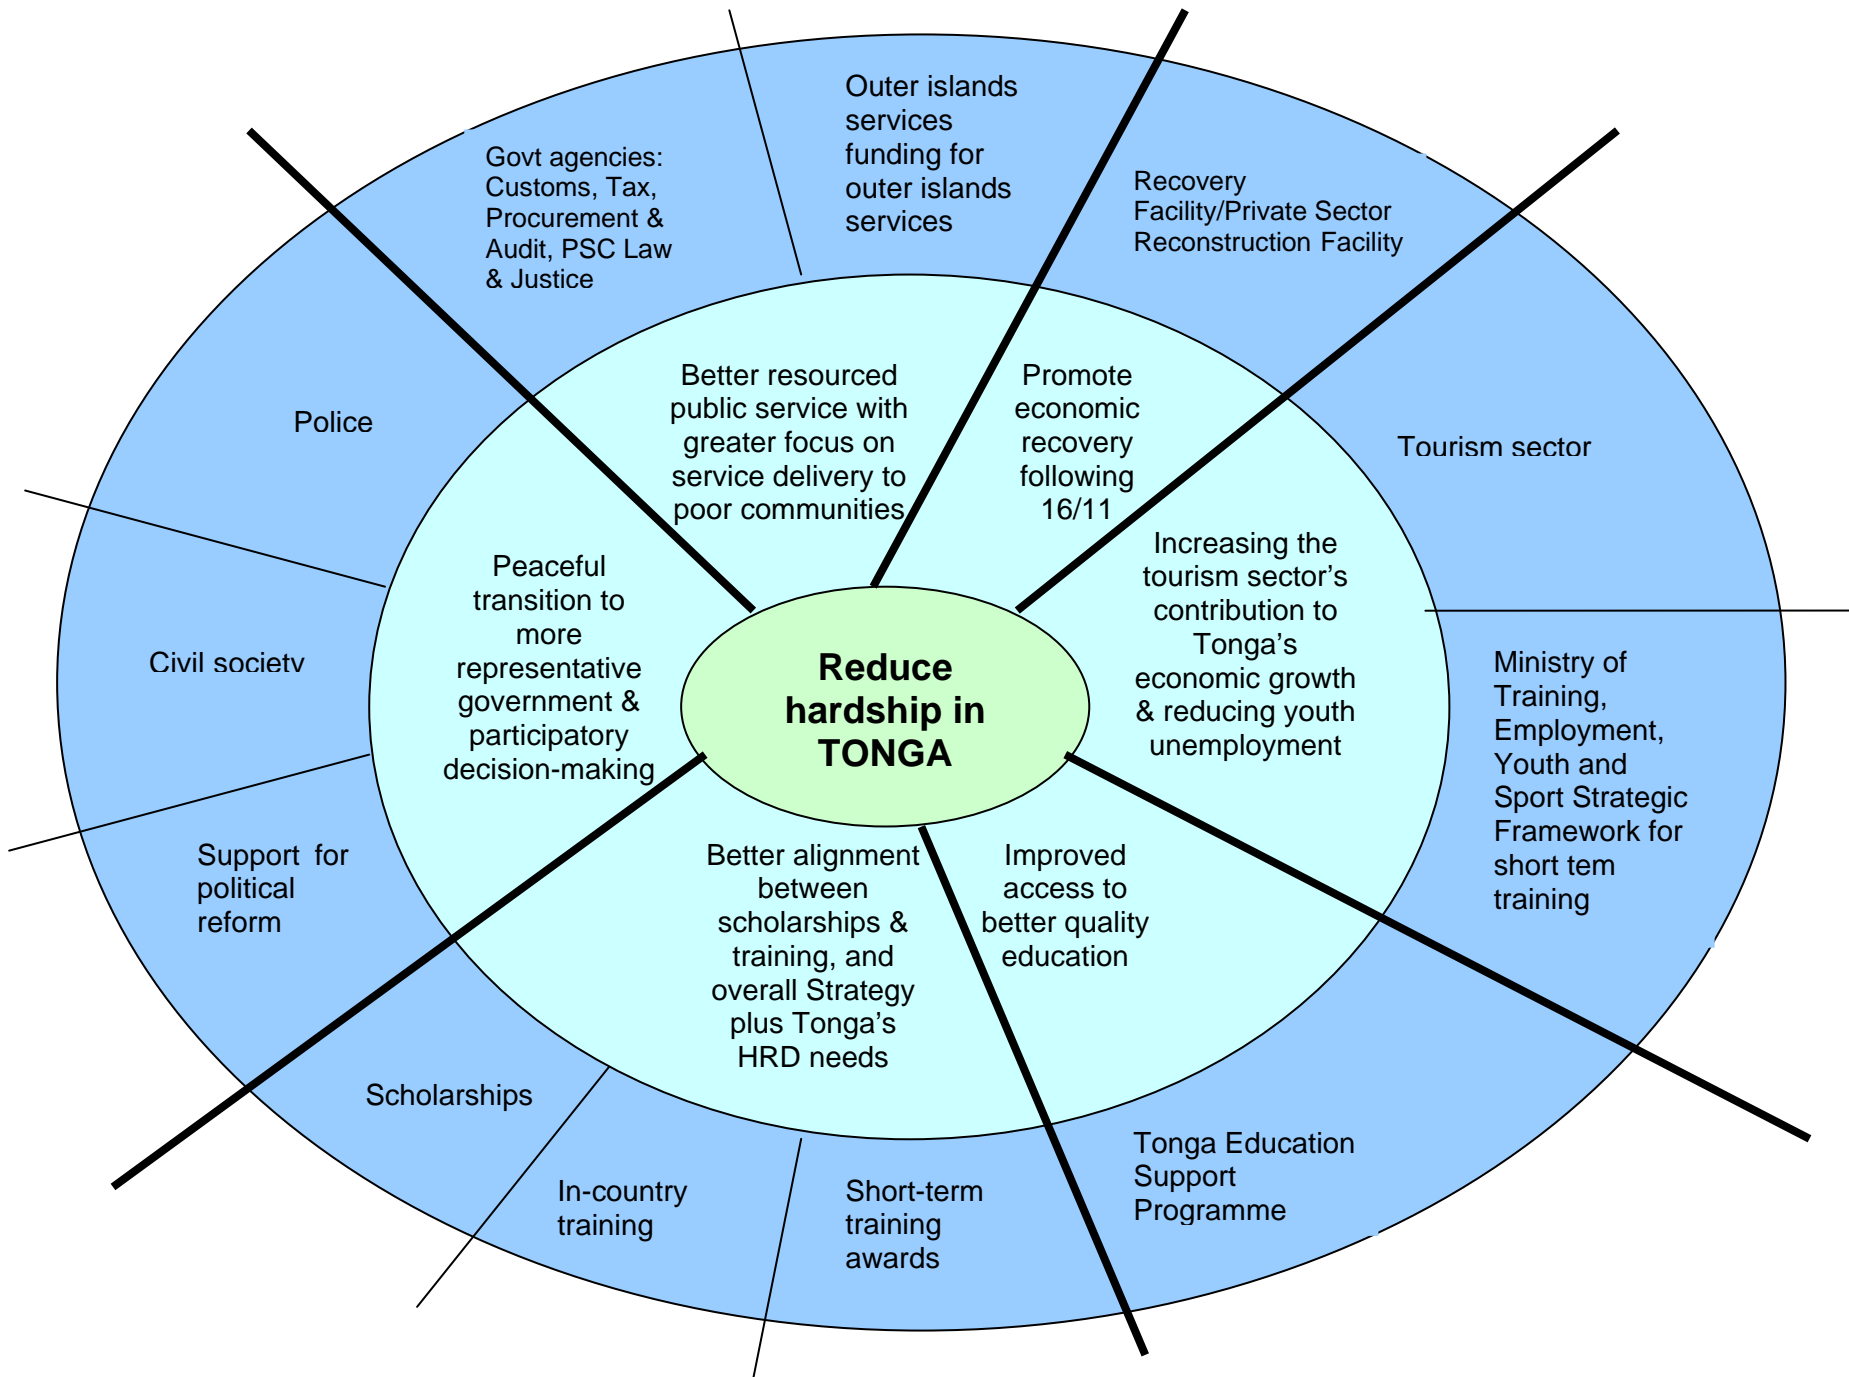 Outer islands
services
funding for
outer islands
services
Govt agencies:
Customs, Tax,
Procurement &
Audit, PSC Law
& Justice
Recovery
Facility/Private Sector
Reconstruction Facility
Police
Better resourced
public service with
greater focus on
service delivery to
poor communities
Promote
economic
recovery
following
16/11
Tourism sector
Peaceful
transition to
more
representative
government &
participatory
decision-making
Increasing the
tourism sector's
contribution to
Tonga's
economic growth
& reducing youth
unemployment
Civil society
Reduce
hardship in
TONGA
Ministry of
Training,
Employment,
Youth and
Sport Strategic
Framework for
short tem
training
Support for
political
reform
Better alignment
between
scholarships &
training, and
overall Strategy
plus Tonga's
HRD needs
Improved
access to
better quality
education
Scholarships
In-country
training
Short-term
training
awards
Tonga Education
Support
Programme